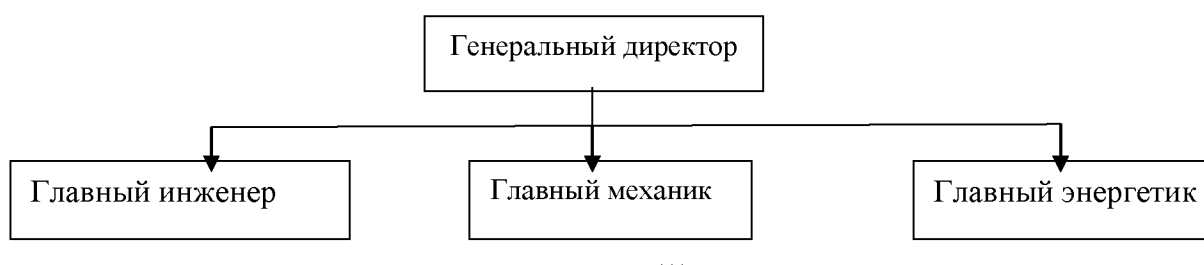 Генеральный директор
Главный инженер
Главный механик
Главный энергетик